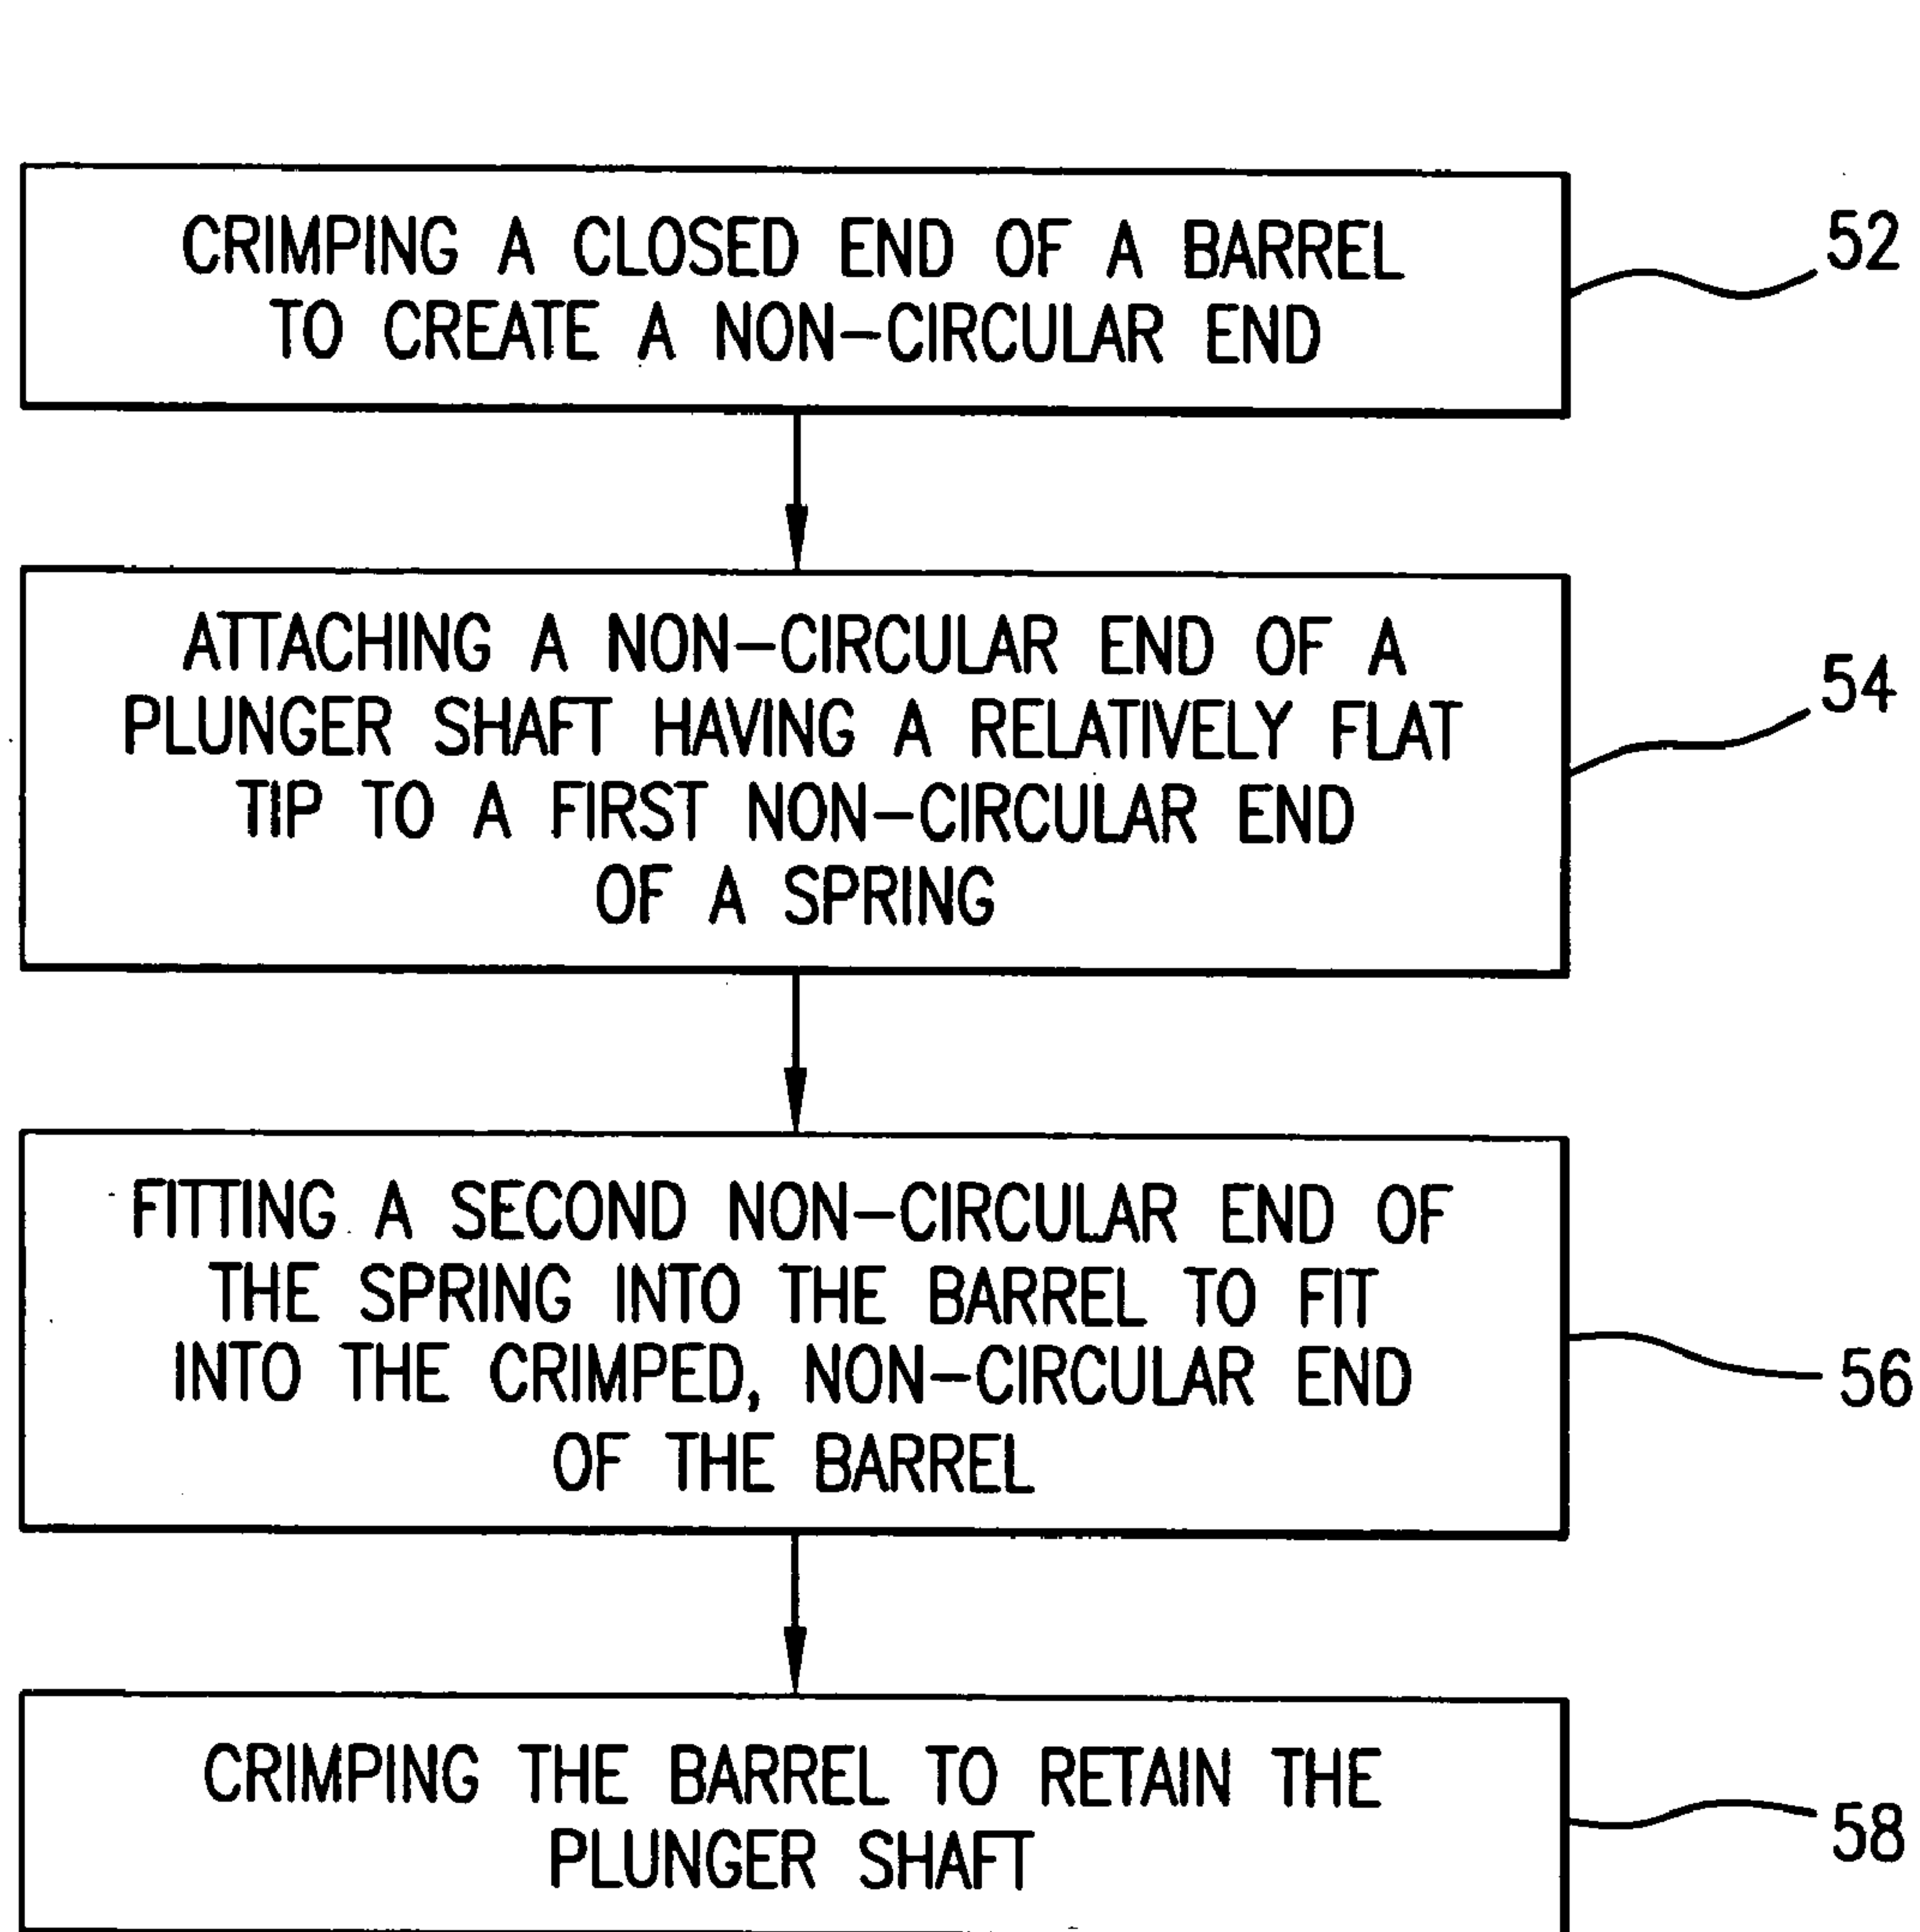 CRIMPING A CLOSED END OF A BARREL
TO CREATE A NON-CIRCULAR END
52
ATTACHING A NON-CIRCULAR END OF A
PLUNGER SHAFT HAVING A RELATIVELY FLAT
TIP TO A FIRST NON-CIRCULAR END
OF A SPRING
54
FITTING A SECOND NON-CIRCULAR END OF
THE SPRING INTO THE BARREL TO FIT
INTO THE CRIMPED, NON-CIRCULAR END
OF THE BARREL
56
CRIMPING THE BARREL TO RETAIN THE
PLUNGER SHAFT
58